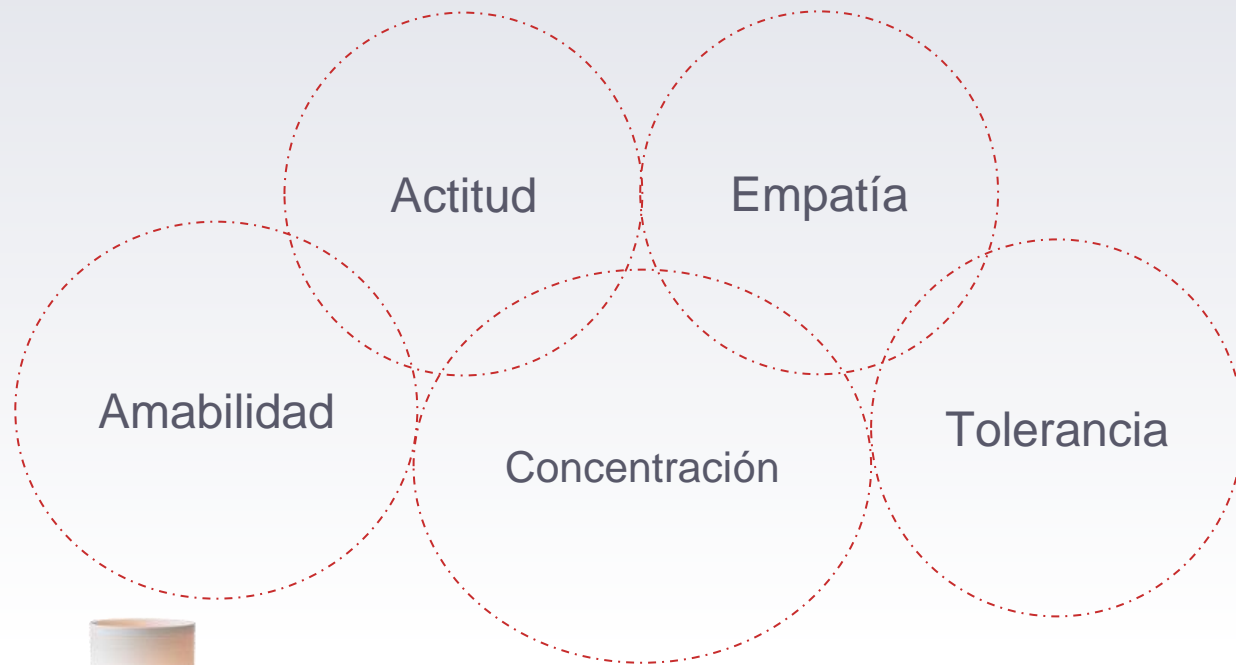 Actitud
Empatía
Amabilidad
Concentración
Tolerancia